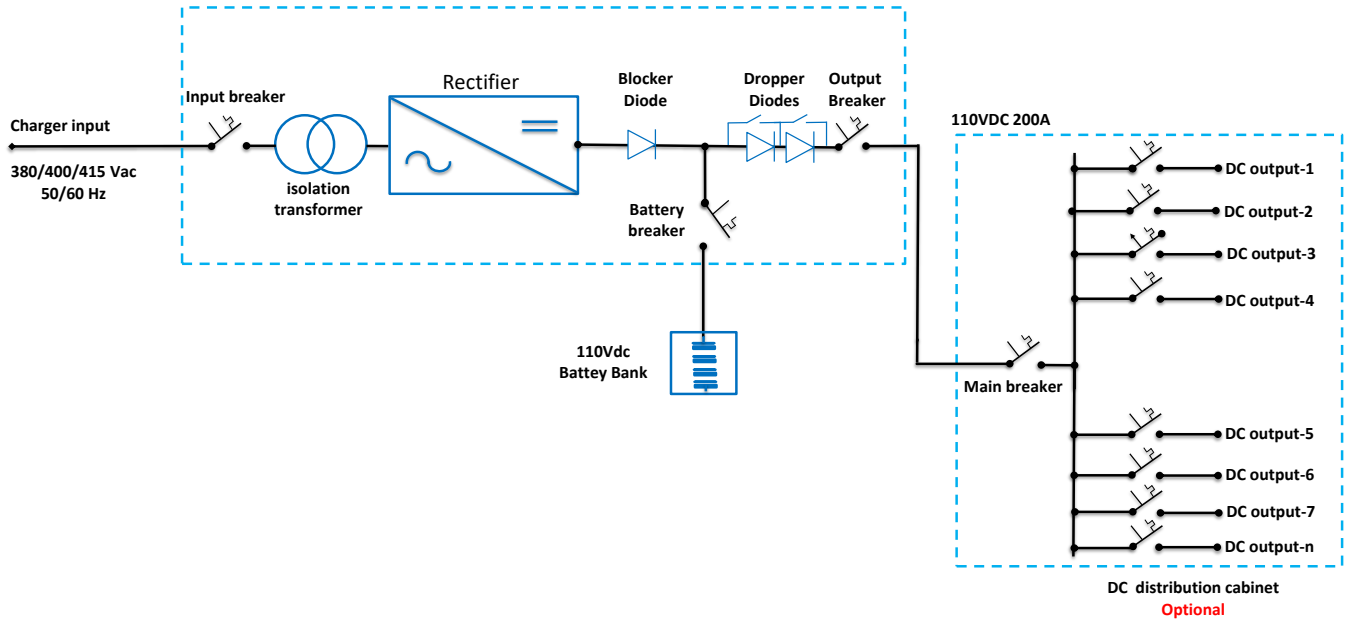 Charger input
380/400/415 Vac
50/60 Hz
Input breaker
isolation
transformer
Rectifier
Blocker
Diode
Dropper
Diodes
Output
Breaker
Battery
breaker
110Vdc
Battey Bank
110VDC 200A
Main breaker
DC output-1
DC output-2
DC output-3
DC output-4
DC output-5
DC output-6
DC output-7
DC output-n
DC distribution cabinet
Optional